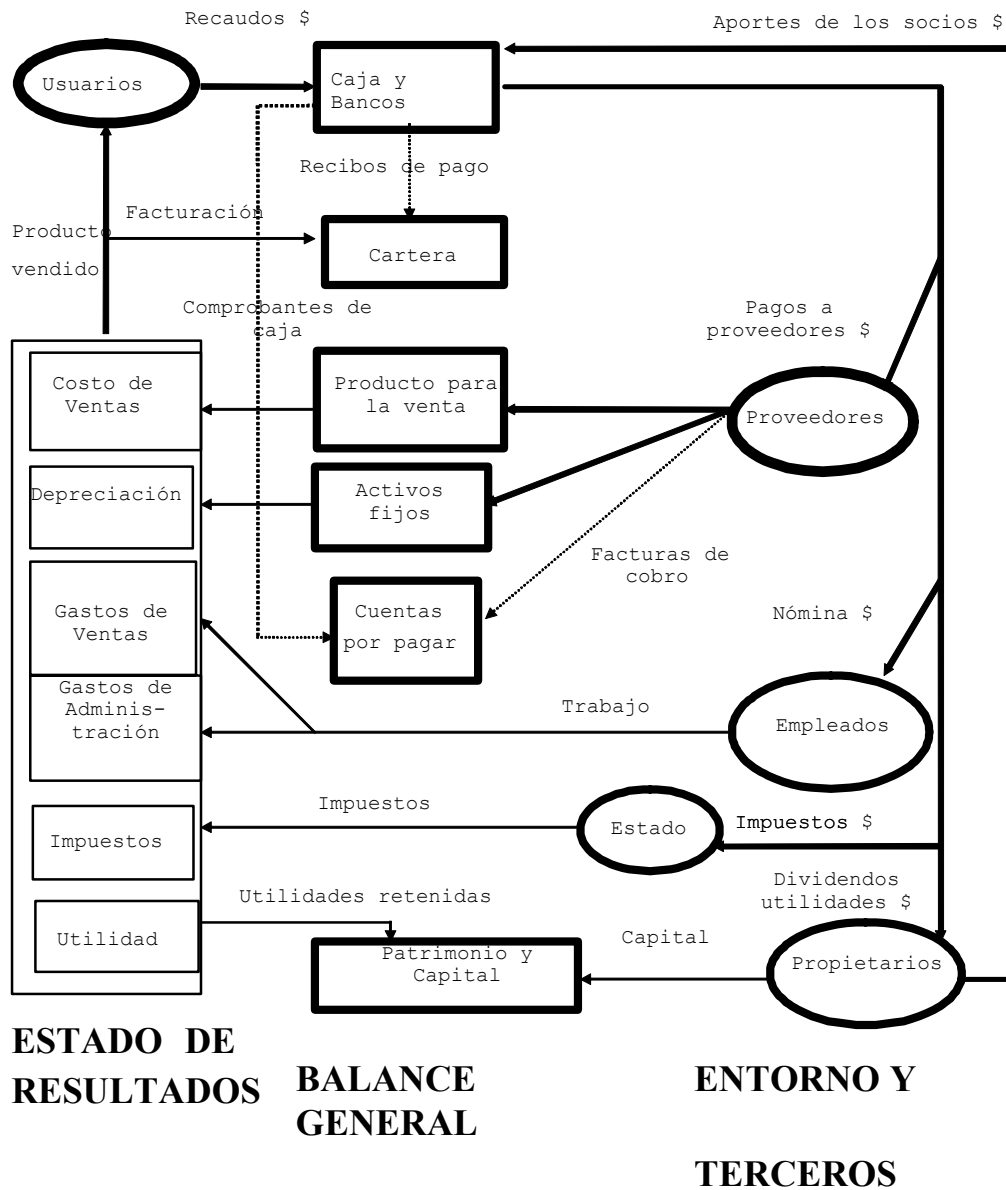 Recaudos $
Aportes de los socios $
Usuarios
Caja y
Bancos
Recibos de pago
Facturación
Producto
vendido
Cartera
Comprobantes de
caja
Pagos a
proveedores $
Costo de
Ventas
Producto para
la venta
Proveedores
Depreciación
Activos
fijos
Facturas de
cobro
Gastos de
Ventas
Cuentas
por pagar
Nómina $
Gastos de
Adminis-
tración
Trabajo
Empleados
Impuestos
Impuestos
Estado
Impuestos $
Dividendos
utilidades $
Utilidades retenidas
Utilidad
Patrimonio y
Capital
Capital
Propietarios
ESTADO DE
RESULTADOS
BALANCE
GENERAL
ENTORNO Y
TERCEROS